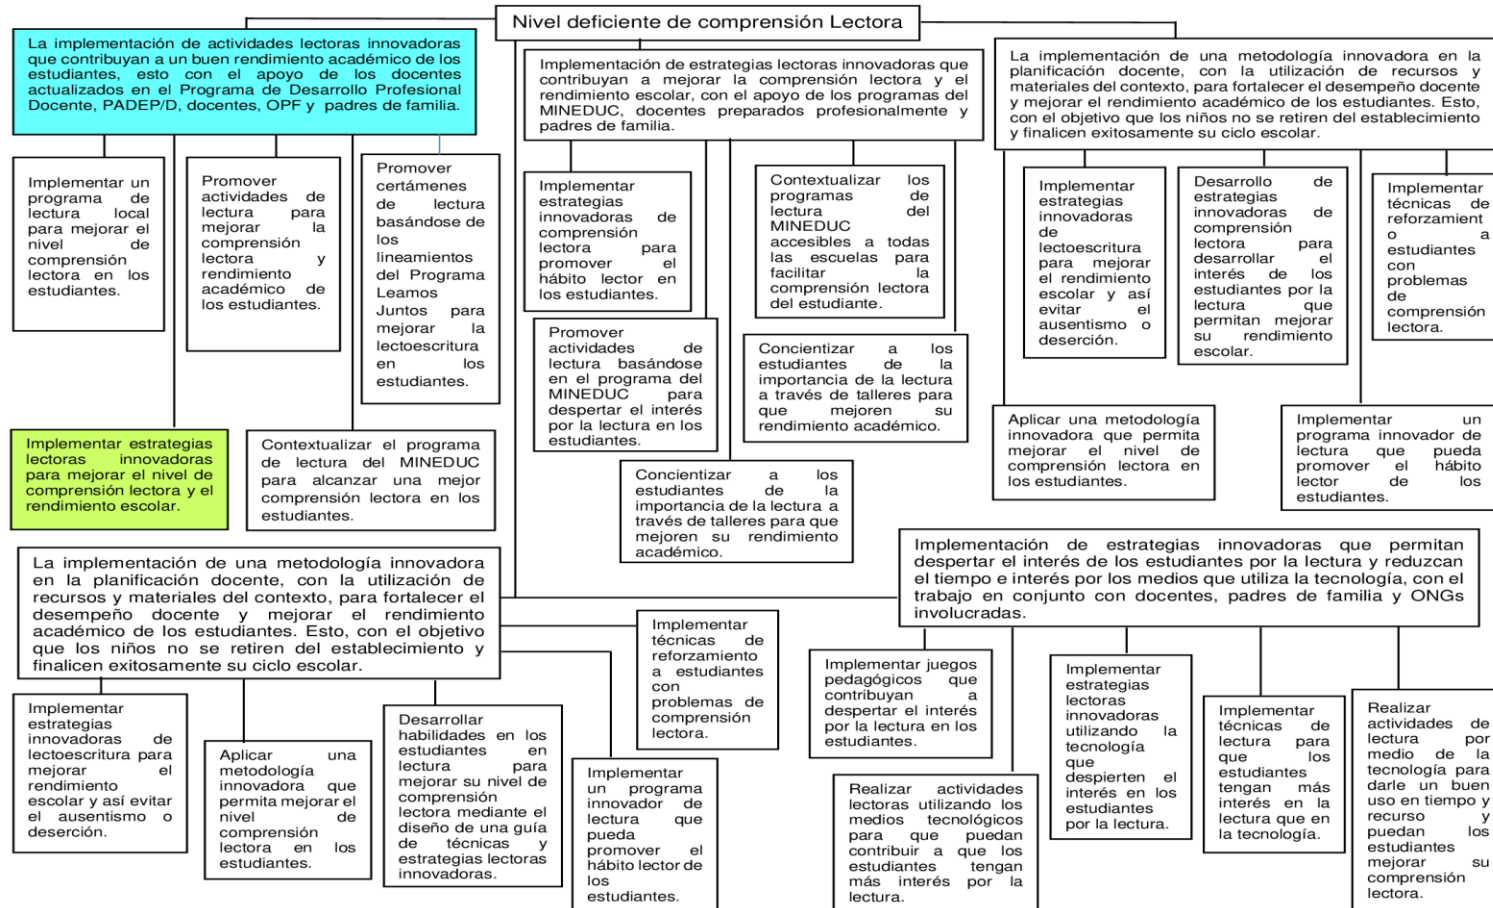 Nivel deficiente de comprensión Lectora
La implementación de actividades lectoras innovadoras
que contribuyan a un buen rendimiento académico de los
estudiantes, esto con el apoyo de los docentes
actualizados en el Programa de Desarrollo Profesional
Docente, PADEP/D, docentes, OPF y padres de familia.
Implementar un
programa de
lectura local
para mejorar el
nivel de
comprensión
lectora en los
estudiantes.
Promover
actividades de
lectura para
mejorar la
comprensión
lectora y
rendimiento
académico de
los estudiantes.
Promover
certámenes
de lectura
basándose de
los
lineamientos
del Programa
Leamos
Juntos para
mejorar la
lectoescritura
en los
estudiantes.
Implementar estrategias
lectoras innovadoras
para mejorar el nivel de
comprensión lectora y el
rendimiento escolar.
Contextualizar el programa
de lectura del MINEDUC
para alcanzar una mejor
comprensión lectora en los
estudiantes.
Implementación de estrategias lectoras innovadoras que
contribuyan a mejorar la comprensión lectora y el
rendimiento escolar, con el apoyo de los programas del
MINEDUC, docentes preparados profesionalmente y
padres de familia.
Implementar
estrategias
innovadoras de
comprensión
lectora para
promover el
hábito lector en
los estudiantes.
Contextualizar los
programas de
lectura del
MINEDUC
accesibles a todas
las escuelas para
facilitar la
comprensión lectora
del estudiante.
Promover
actividades de
lectura basándose
en el programa del
MINEDUC para
despertar el interés
por la lectura en los
estudiantes.
Concientizar a los
estudiantes de la
importancia de la lectura
a través de talleres para
que mejoren su
rendimiento académico.
Concientizar a los
estudiantes de la
importancia de la lectura a
través de talleres para que
mejoren su rendimiento
académico.
La implementación de una metodología innovadora en la
planificación docente, con la utilización de recursos y
materiales del contexto, para fortalecer el desempeño docente
y mejorar el rendimiento académico de los estudiantes. Esto,
con el objetivo que los niños no se retiren del establecimiento
y finalicen exitosamente su ciclo escolar.
Implementar
estrategias
innovadoras
de
lectoescritura
para mejorar
el rendimiento
escolar y así
evitar el
ausentismo o
deserción.
Desarrollo de
estrategias
innovadoras de
comprensión
lectora para
desarrollar el
interés de los
estudiantes por la
lectura que
permitan mejorar
su rendimiento
escolar.
Implementar
técnicas de
reforzamient
o a
estudiantes
con
problemas
de
comprensión
lectora.
Aplicar una metodología
innovadora que permita
mejorar el nivel de
comprensión lectora en
los estudiantes.
Implementar un
programa innovador de
lectura que pueda
promover el hábito
lector de los
estudiantes.
La implementación de una metodología innovadora
en la planificación docente, con la utilización de
recursos y materiales del contexto, para fortalecer el
desempeño docente y mejorar el rendimiento
académico de los estudiantes. Esto, con el objetivo
que los niños no se retiren del establecimiento y
finalicen exitosamente su ciclo escolar.
Implementar
estrategias
innovadoras de
lectoescritura para
mejorar el
rendimiento
escolar y así evitar
el ausentismo o
deserción.
Aplicar una
metodología
innovadora que
permita mejorar el
nivel de
comprensión
lectora en los
estudiantes.
Desarrollar
habilidades en los
estudiantes en
lectura para
mejorar su nivel de
comprensión
lectora mediante el
diseño de una guía
de técnicas y
estrategias lectoras
innovadoras.
Implementar
un programa
innovador de
lectura que
pueda
promover el
hábito lector de
los
estudiantes.
Implementar
técnicas de
reforzamiento
a estudiantes
con
problemas de
comprensión
lectora.
Implementación de estrategias innovadoras que permitan
despertar el interés de los estudiantes por la lectura y reduzcan
el tiempo e interés por los medios que utiliza la tecnología, con el
trabajo en conjunto con docentes, padres de familia y ONGs
involucradas.
Implementar juegos
pedagógicos que
contribuyan a
despertar el interés
por la lectura en los
estudiantes.
Realizar actividades
lectoras utilizando los
medios tecnológicos
para que puedan
contribuir a que los
estudiantes tengan
más interés por la
lectura.
Implementar
estrategias
lectoras
innovadoras
utilizando la
tecnología
que
despierten el
interés en los
estudiantes
por la lectura.
Implementar
técnicas de
lectura para
que los
estudiantes
tengan más
interés en la
lectura que en
la tecnología.
Realizar
actividades de
lectura por
medio de la
tecnología para
darle un buen
uso en tiempo y
recurso y
puedan los
estudiantes
mejorar su
comprensión
lectora.